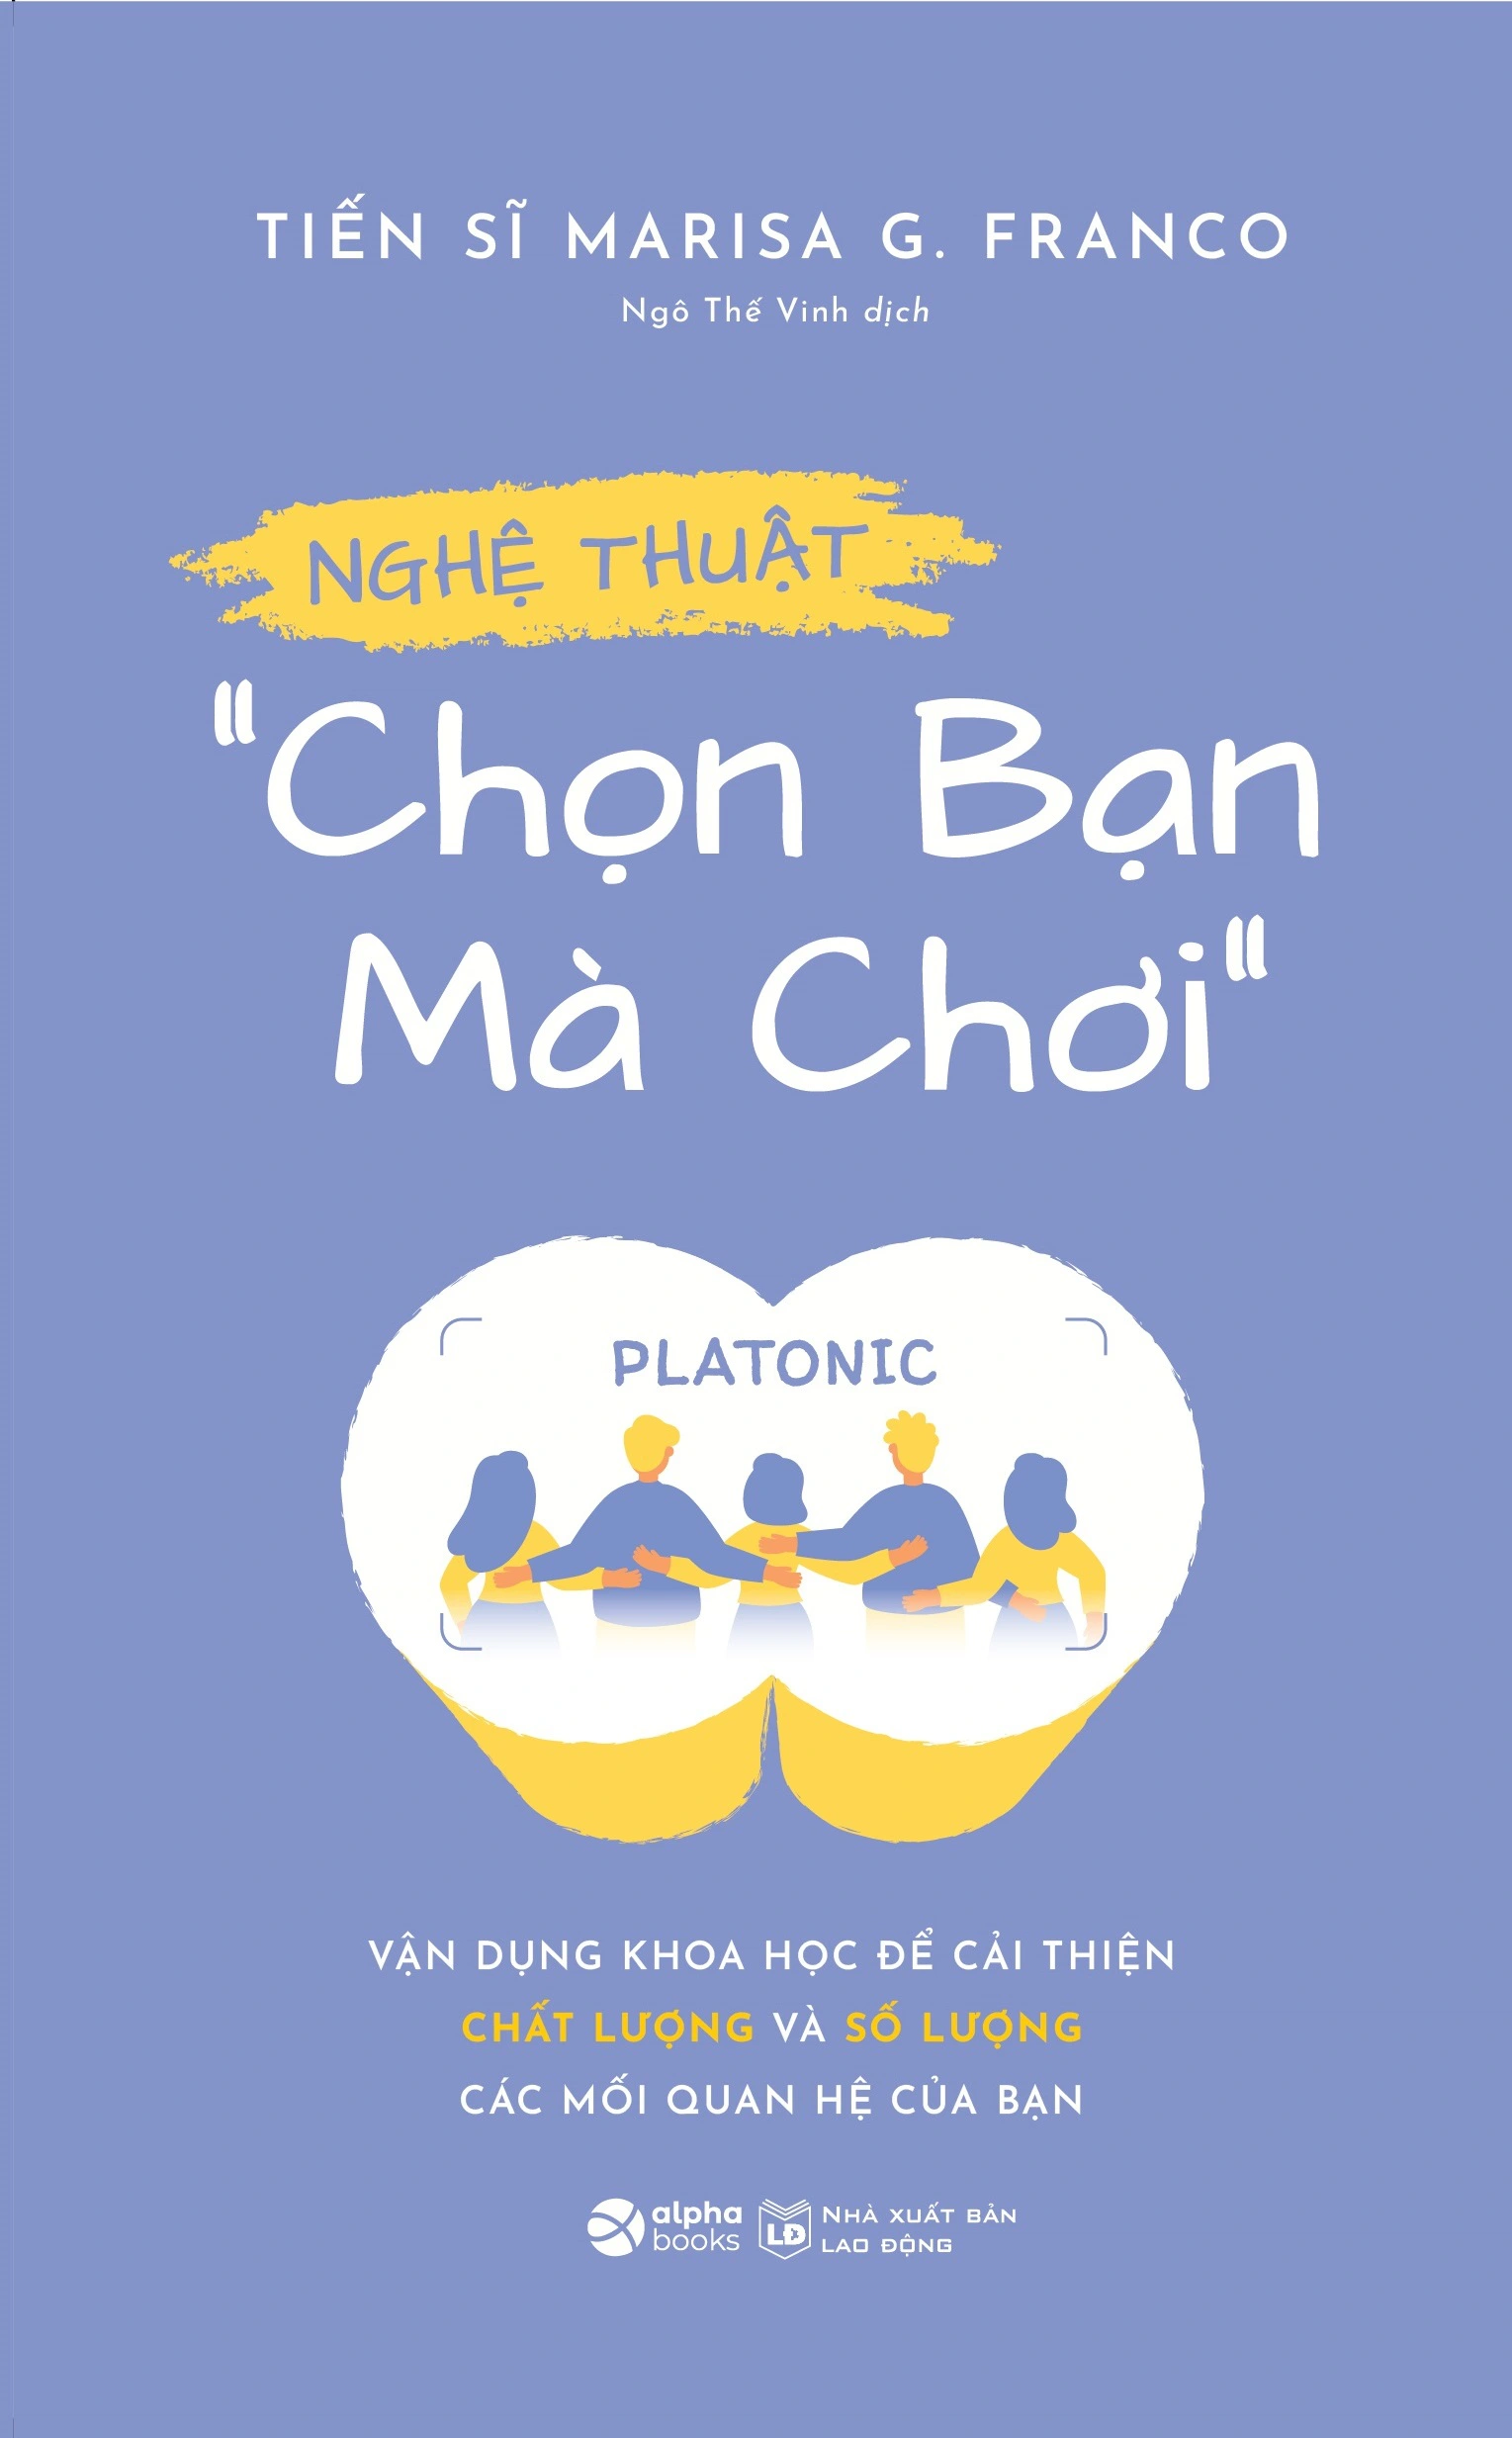 TIẾN SĨ MARISA G. FRANCO
Ngô Thế Vinh dịch
NGHỆ THUẬT
"Chọn Bạn
Mà Chơi"
PLATONIC
VẬN DỤNG KHOA HỌC ĐỂ CẢI THIỆN
CHẤT LƯỢNG VÀ SỐ LƯỢNG
CÁC MỐI QUAN HỆ CỦA BẠN
alpha
books
LĐ
NHÀ XUẤT BẢN
LAO ĐỘNG